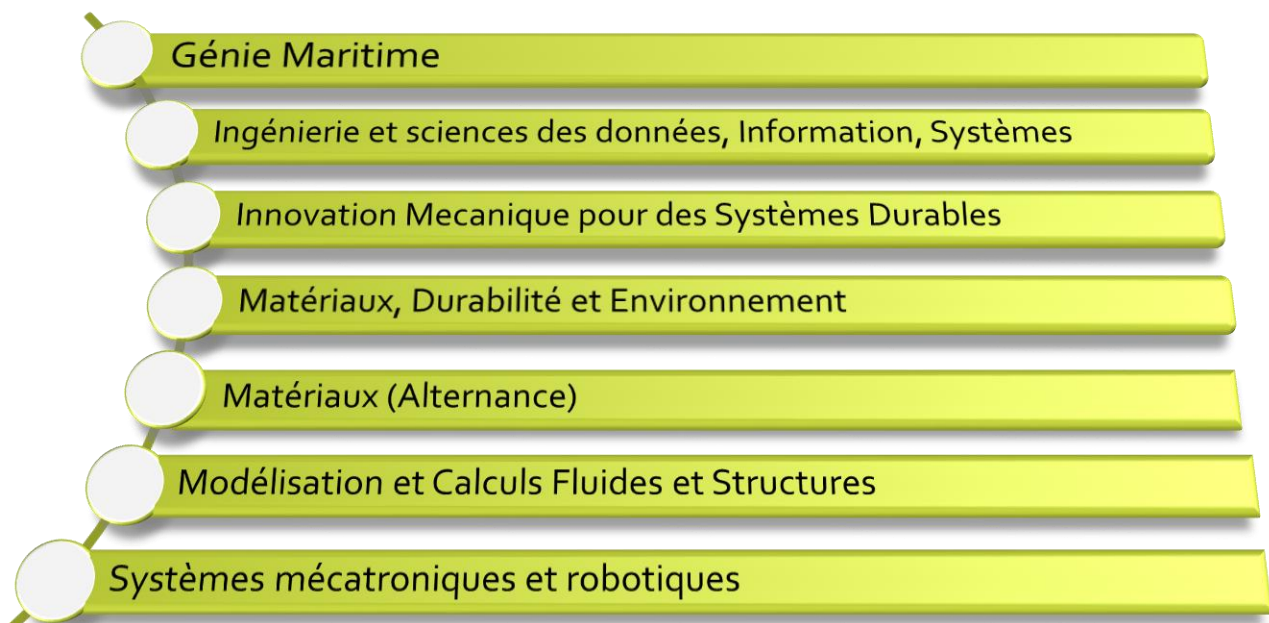 Génie Maritime
Ingénierie et sciences des données, Information, Systèmes
Innovation Mecanique pour des Systèmes Durables
Matériaux, Durabilité et Environnement
Matériaux (Alternance)
Modélisation et Calculs Fluides et Structures
Systèmes mécatroniques et robotiques